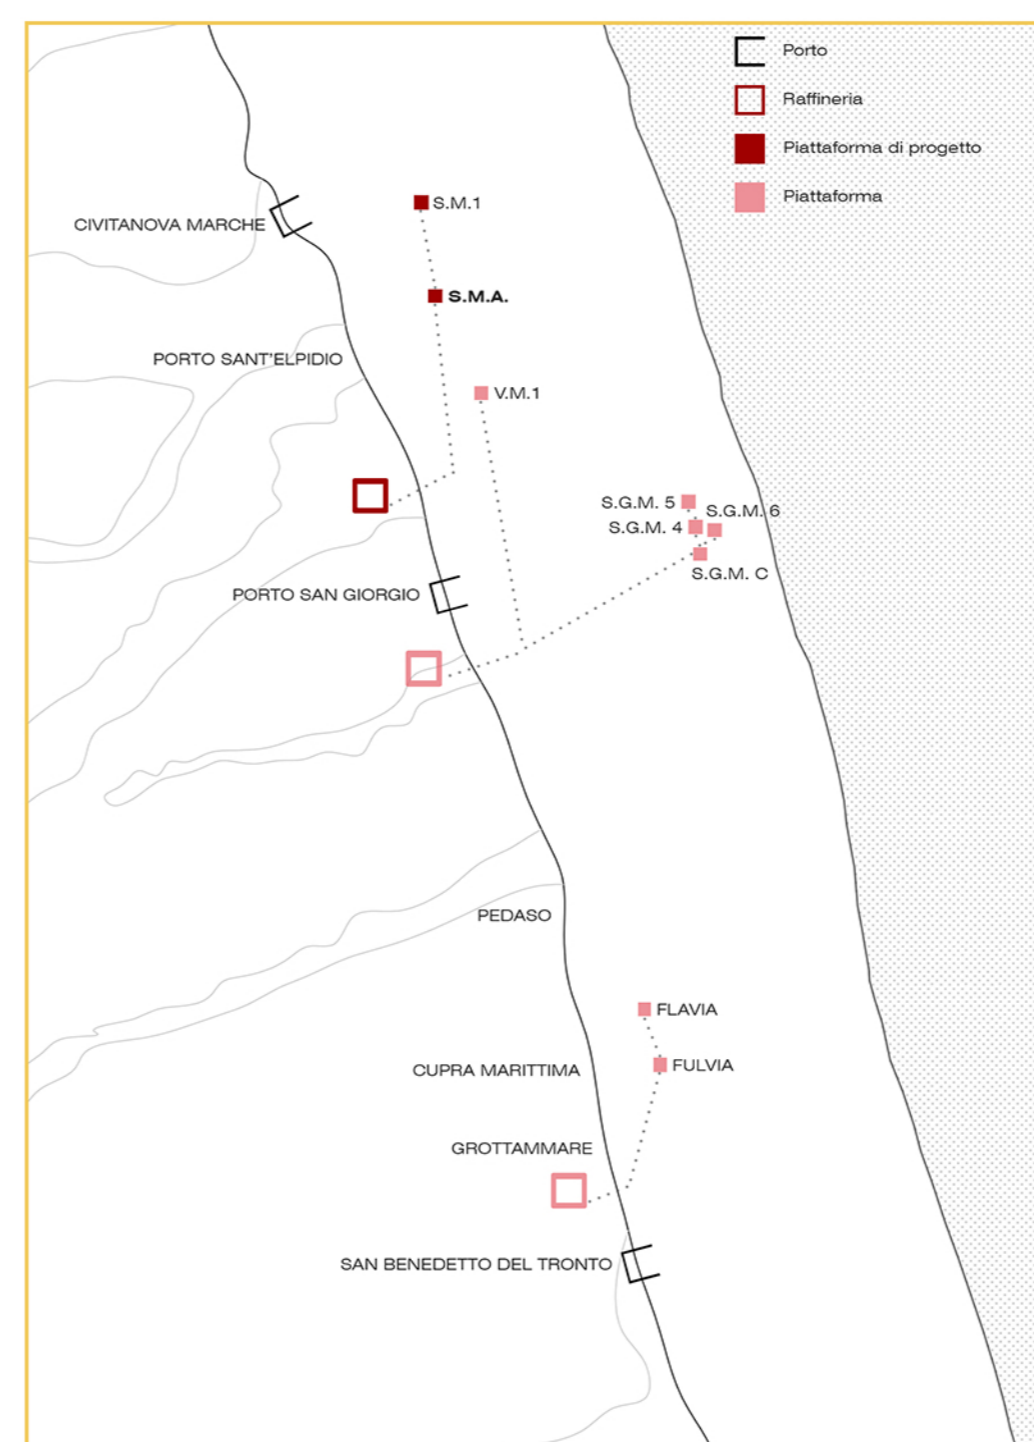 Porto
Raffineria
Piattaforma di progetto
Piattaforma
S.M.1
CIVITANOVA MARCHE
S.M.A.
PORTO SANT'ELPIDIO
V.M.1
S.G.M. 5
S.G.M. 6
S.G.M. 4
S.G.M. C
PORTO SAN GIORGIO
PEDASO
FLAVIA
FULVIA
CUPRA MARITTIMA
GROTTAMMARE
SAN BENEDETTO DEL TRONTO